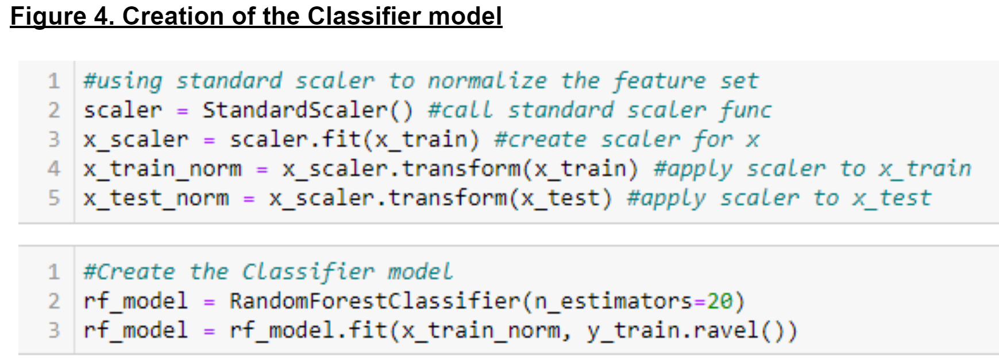 Figure 4. Creation of the Classifier model
1 #using standard scaler to normalize the feature set
2 scaler = StandardScaler() #call standard scaler func
3 x_scaler = scaler.fit(x_train) #create scaler for x
4 x_train_norm = x_scaler.transform(x_train) #apply scaler to x_train
5 x_test_norm = x_scaler.transform(x_test) #apply scaler to x_test
1 #Create the Classifier model
2 rf_model = RandomForestClassifier(n_estimators=20)
3 rf_model = rf_model.fit(x_train_norm, y_train.ravel())